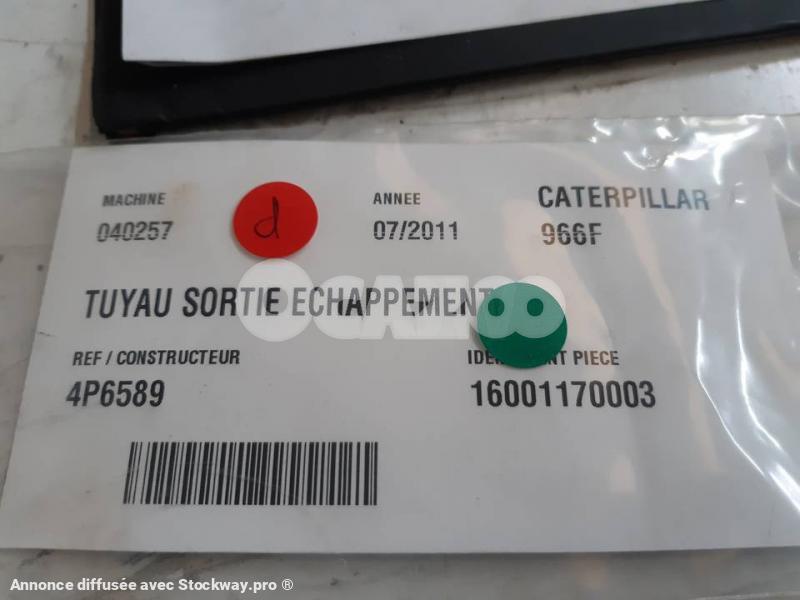 MACHINE
ANNEE
CATERPILLAR
040257
d
07/2011
966F
TUYAU SORTIE ECHAPPEMENT
OCAZOO
REF / CONSTRUCTEUR
PIECE
4P6589
16001170003
Annonce diffusée avec Stockway.pro ®